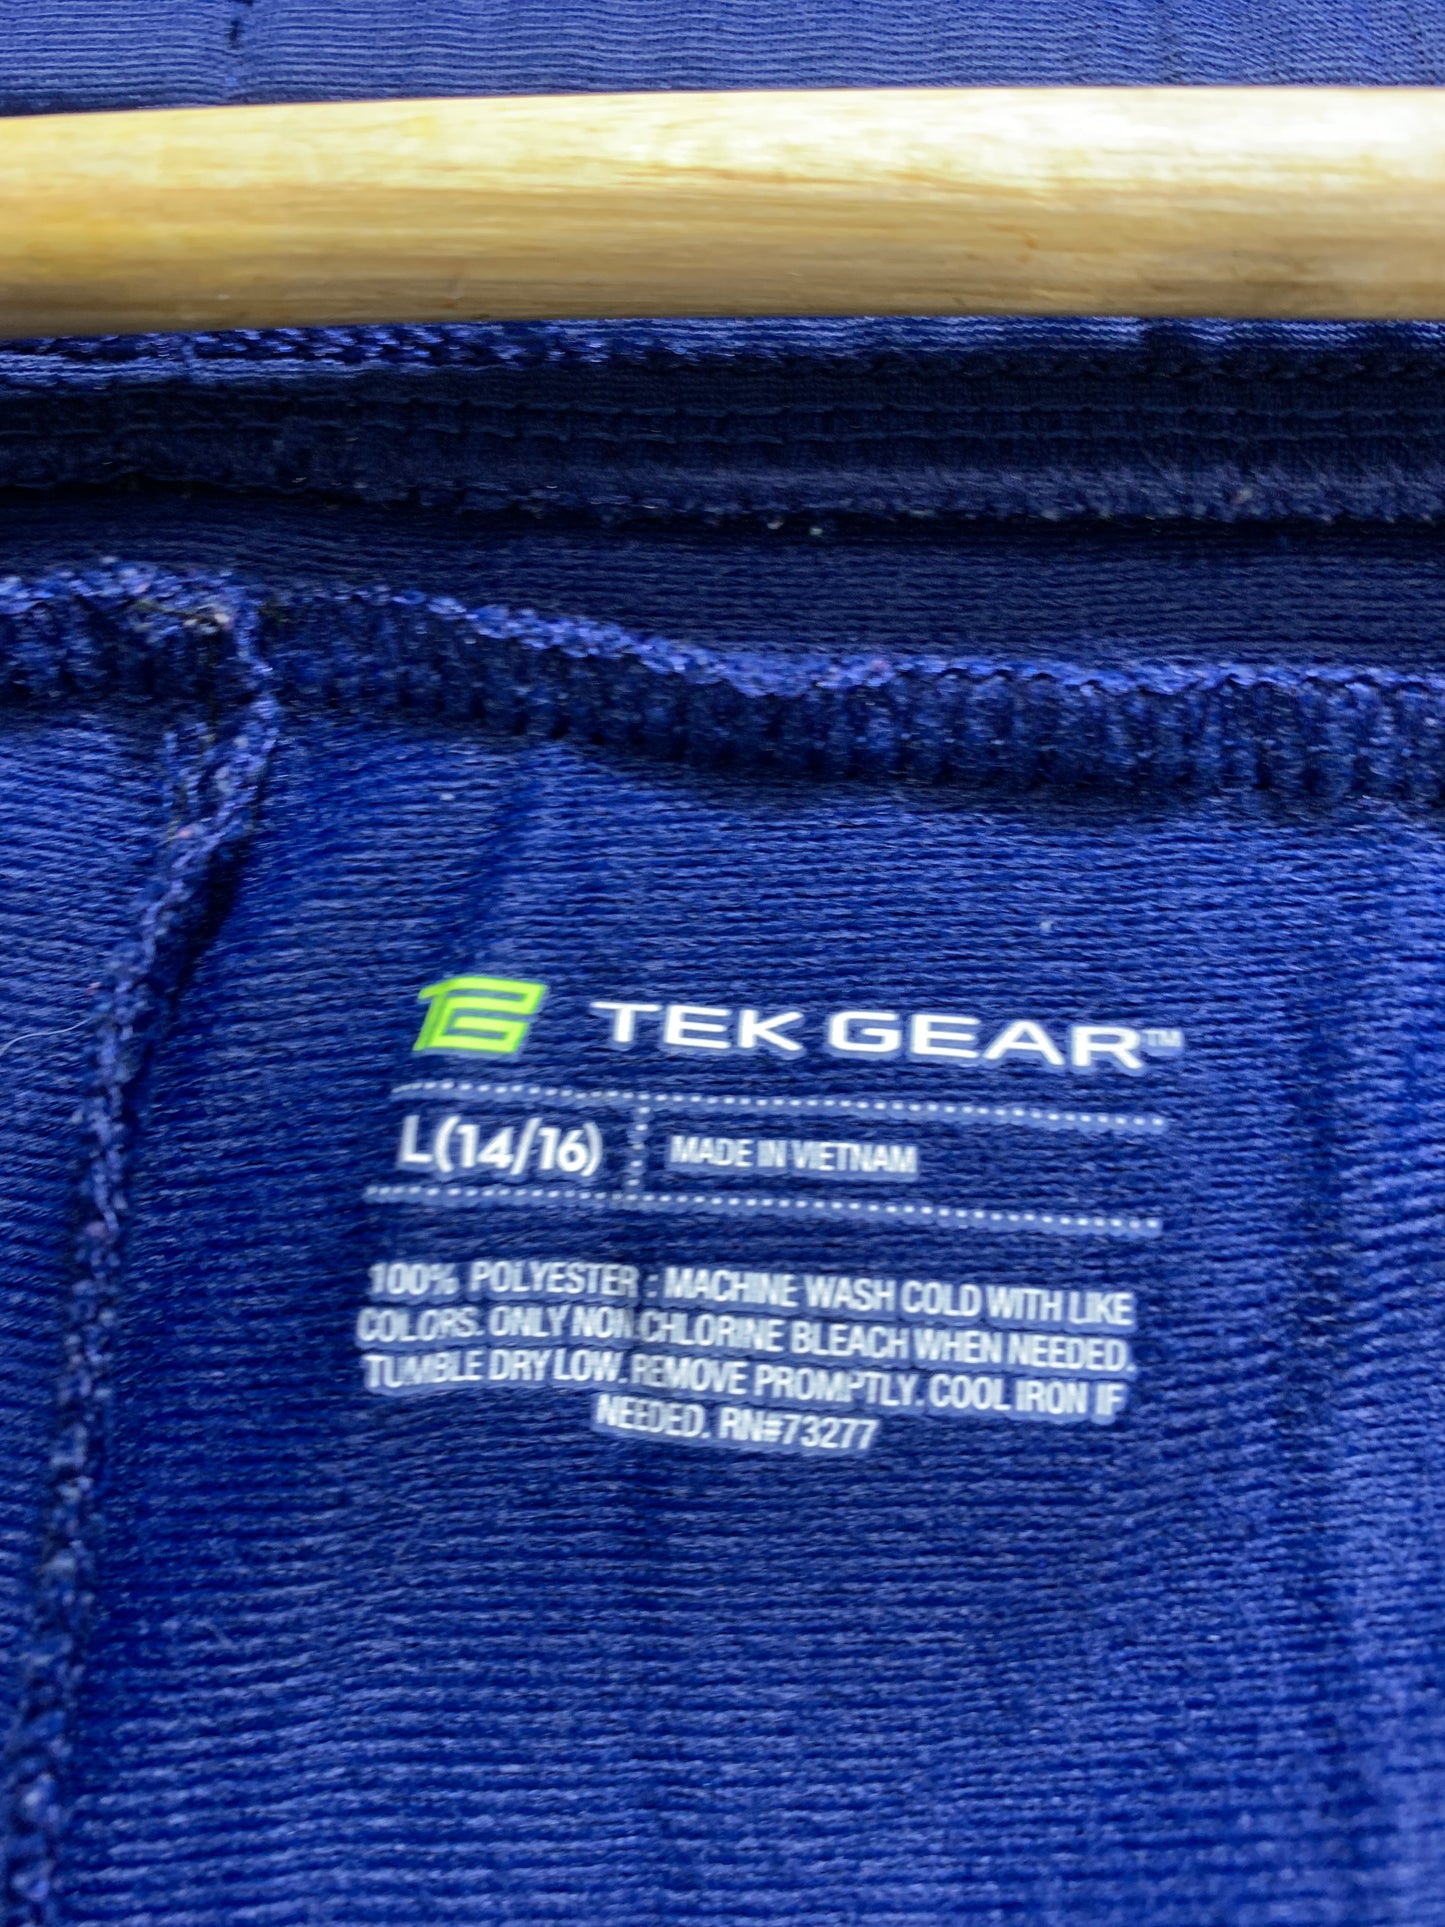 TEK GEAR™
L(14/16) MADE IN VIETNAM
100% POLYESTER : MACHINE WASH COLD WITH LIKE
COLORS. ONLY NON CHLORINE BLEACH WHEN NEEDED.
TUMBLE DRY LOW. REMOVE PROMPTLY. COOL IRON IF
NEEDED. RN#73277